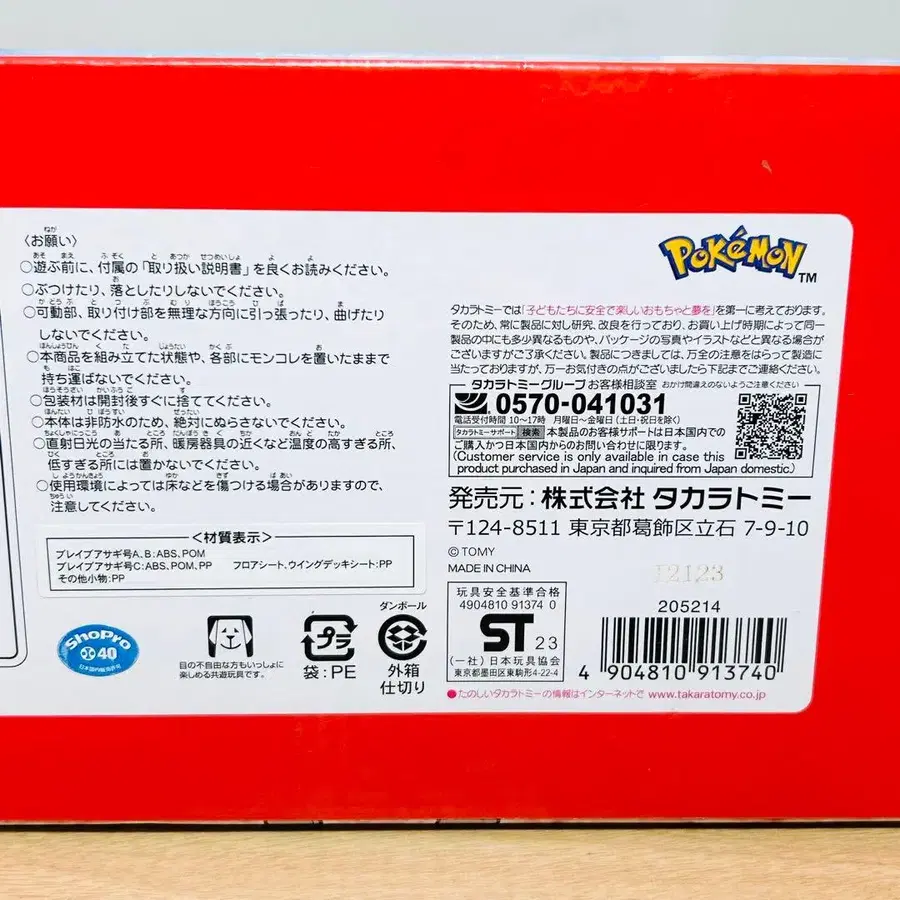 〈お願い〉
○遊ぶ前に、付属の「取り扱い説明書」を良くお読みください。
○ぶつけたり、落としたりしないでください。
○可動部、取り付け部を無理な方向に引っ張ったり、曲げたり
しないでください。
○本商品を組み立てた状態や、各部にモンコレを置いたままで
持ち運ばないでください。
○包装材は開封後すぐに捨ててください。
○本体は非防水のため、絶対にぬらさないでください。
○直射日光の当たる所、暖房器具の近くなど温度の高すぎる所、
低すぎる所には置かないでください。
○使用環境によっては床などを傷つける場合がありますので、
注意してください。
<材質表示>
ブレイブアサギ号A、B:ABS、POM
ブレイブアサギ号C:ABS、POM、PP フロアシート、ウイングデッキシート:PP
その他小物:PP
ShoPro
40
日本国内販売許可
目の不自由な方もいっしょに
楽しめる共遊玩具です。
プラ
袋:PE
ダンボール
外箱
仕切り
POKéMON TM
タカラトミーでは「子どもたちに安全で楽しいおもちゃと夢を」を第一に考えております。
そのため、常に製品に対し研究、改良を行っており、お買い上げ時期によって同一
製品の中にも多少異なるものや、パッケージの写真やイラストなどと異なる場合が
ございますがご了承ください。製品につきましては、万全の注意をはらって製造に
当たっておりますが、万一お気付きの点がございましたら下記までご連絡ください。
タカラトミーグループ お客様相談室 おかけ間違えのないようご注意ください
0570-041031
電話受付時間 10〜17時 月曜日〜金曜日(土・日・祝日を除く)
タカラトミーサポート 検索 本製品のお客様サポートは日本国内での
ご購入かつ日本国内からのお問い合わせに限ります。
(Customer service is only available in case this
product purchased in Japan and inquired from Japan domestic.)
発売元:株式会社 タカラトミー
〒124-8511 東京都葛飾区立石 7-9-10
© TOMY
MADE IN CHINA
12123
玩具安全基準合格
4904810 91374 0
ST 23
(一社)日本玩具協会
東京都墨田区東駒形4-22-4
205214
4 904810 913740
●たのしいタカラトミーの情報はインターネットで www.takaratomy.co.jp